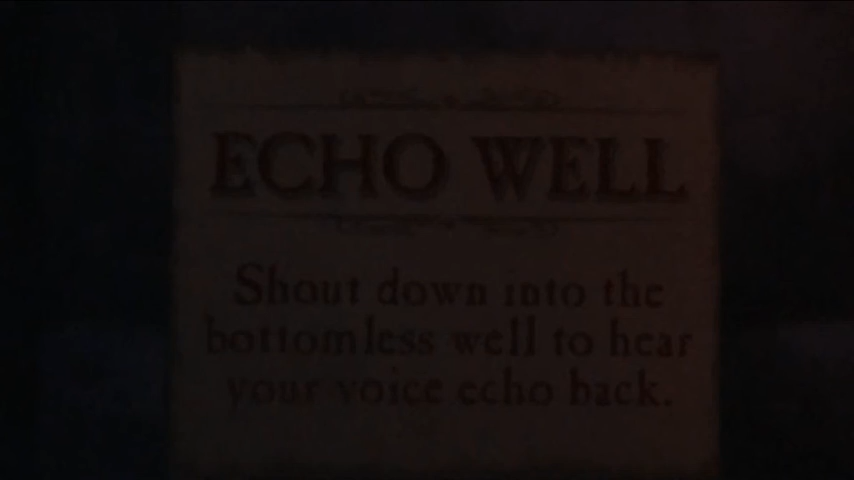 ECHO WELL
Shout down into the
bottomless well to hear
your voice echo back.